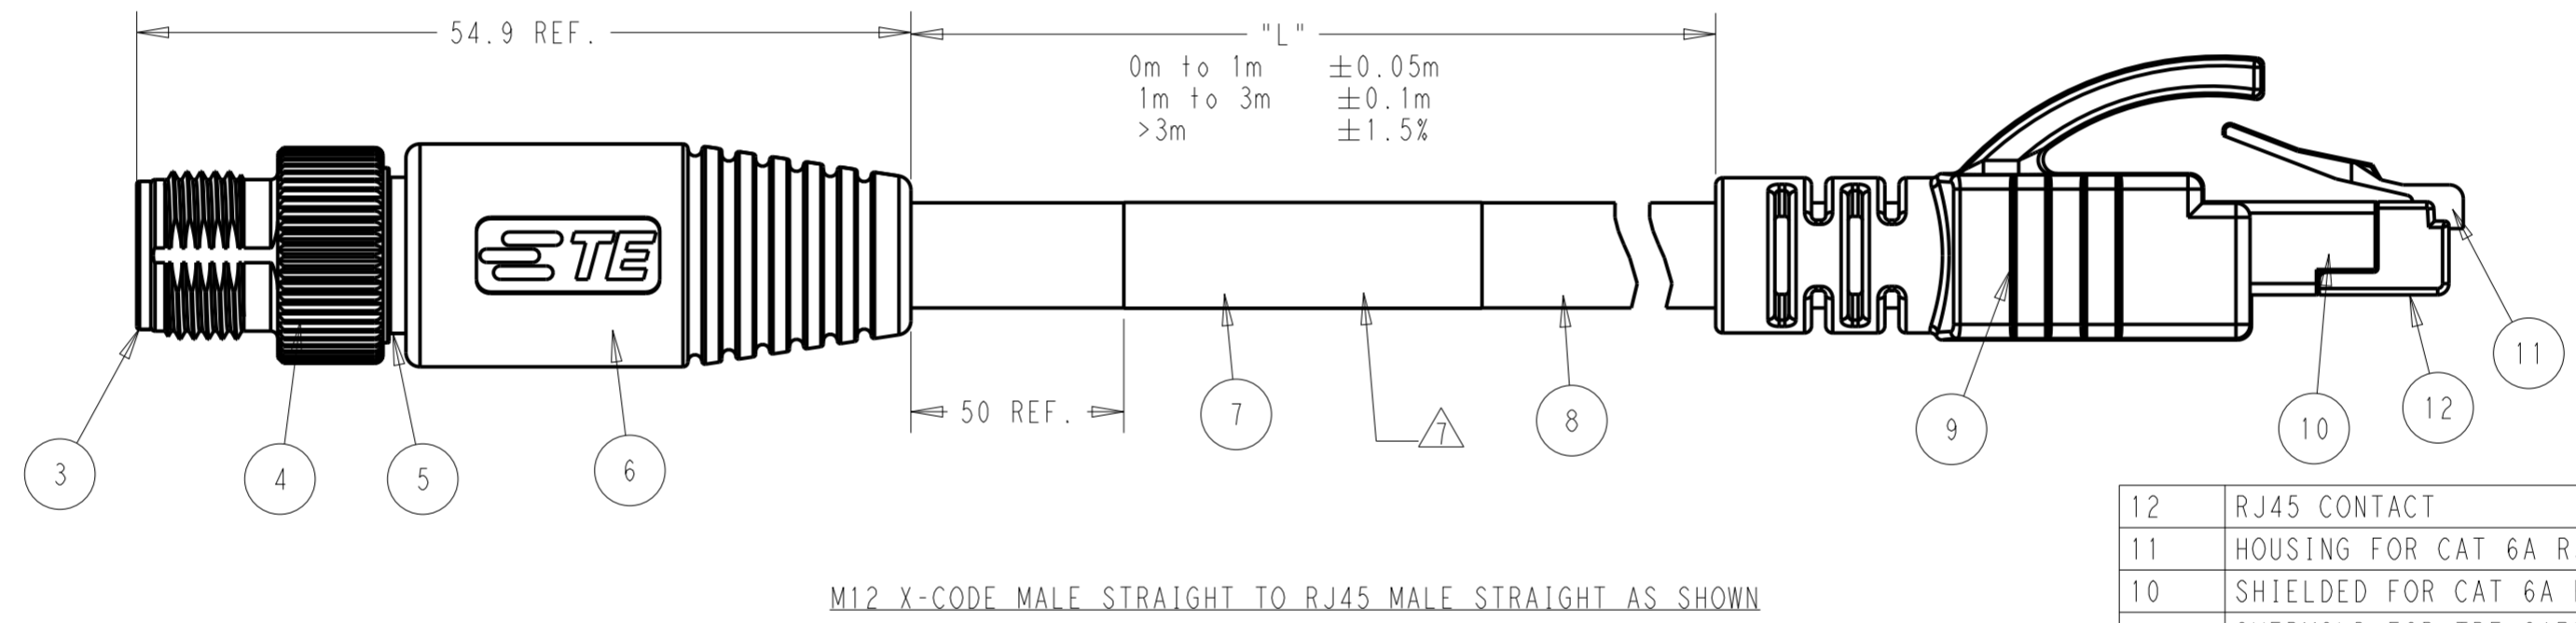 54.9 REF.
"L"
0m to 1m ±0.05m
1m to 3m ±0.1m
>3m ±1.5%
TE
50 REF.
3
4
5
6
7
7
8
9
10
12
11
12 RJ45 CONTACT
11 HOUSING FOR CAT 6A R
10 SHIELDED FOR CAT 6A
M12 X-CODE MALE STRAIGHT TO RJ45 MALE STRAIGHT AS SHOWN